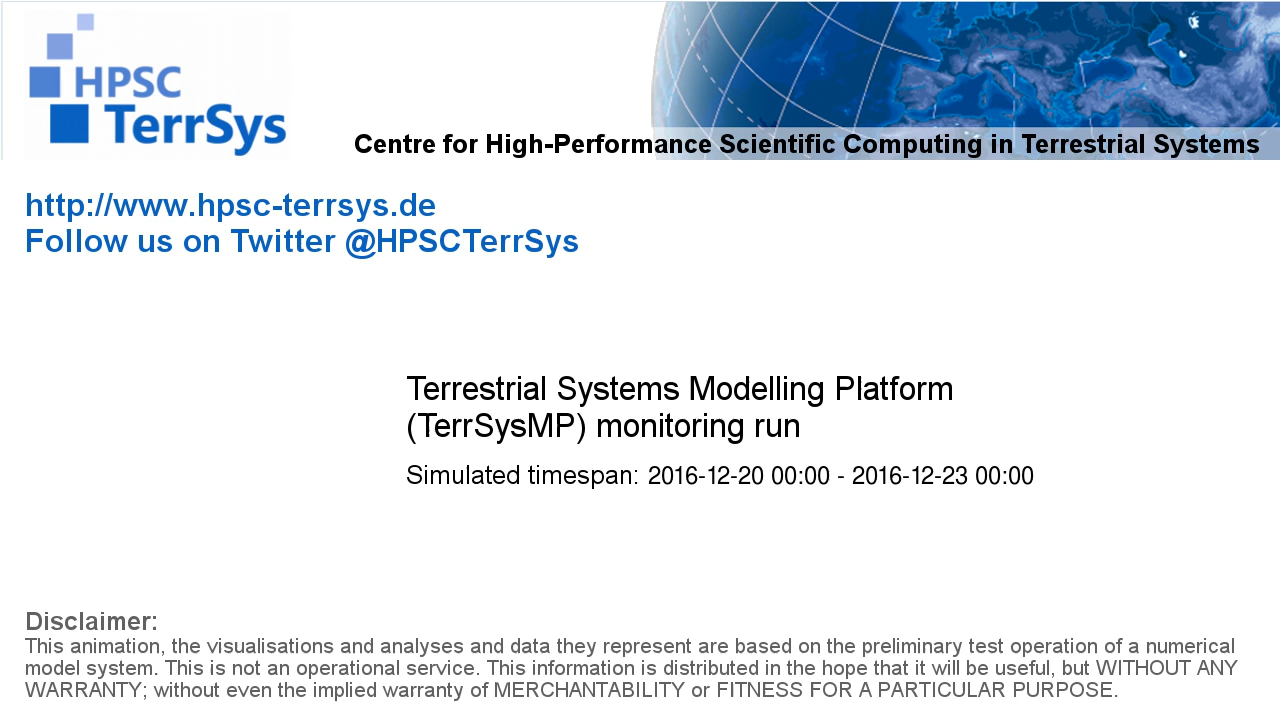 HPSC
TerrSys
Centre for High-Performance Scientific Computing in Terrestrial Systems
http://www.hpsc-terrsys.de
Follow us on Twitter @HPSCTerrSys
Terrestrial Systems Modelling Platform
(TerrSysMP) monitoring run
Simulated timespan: 2016-12-20 00:00 - 2016-12-23 00:00
Disclaimer:
This animation, the visualisations and analyses and data they represent are based on the preliminary test operation of a numerical
model system. This is not an operational service. This information is distributed in the hope that it will be useful, but WITHOUT ANY
WARRANTY; without even the implied warranty of MERCHANTABILITY or FITNESS FOR A PARTICULAR PURPOSE.